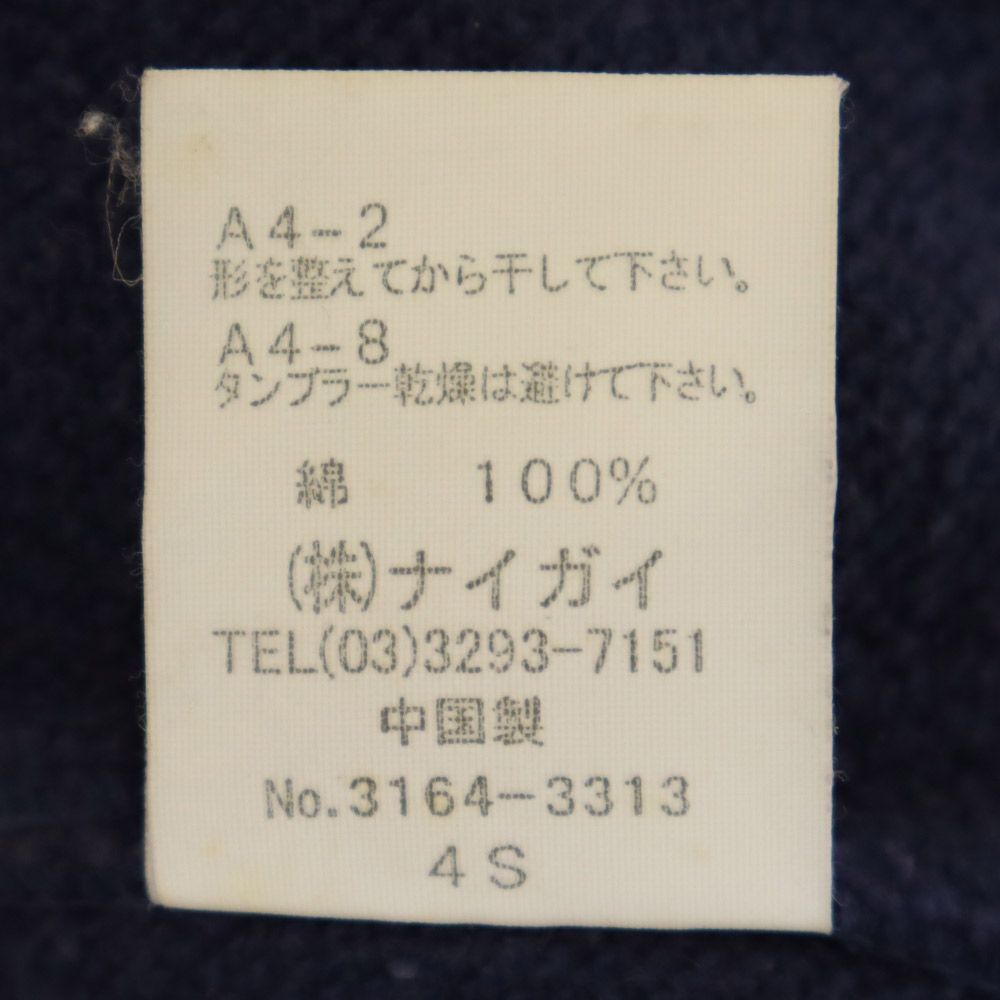 A4-2
形を整えてから干して下さい。
A4-8
タンブラー乾燥は避けて下さい。
綿 100%
(株)ナイガイ
TEL(03)3293-7151
中国製
No.3164-3313
4S